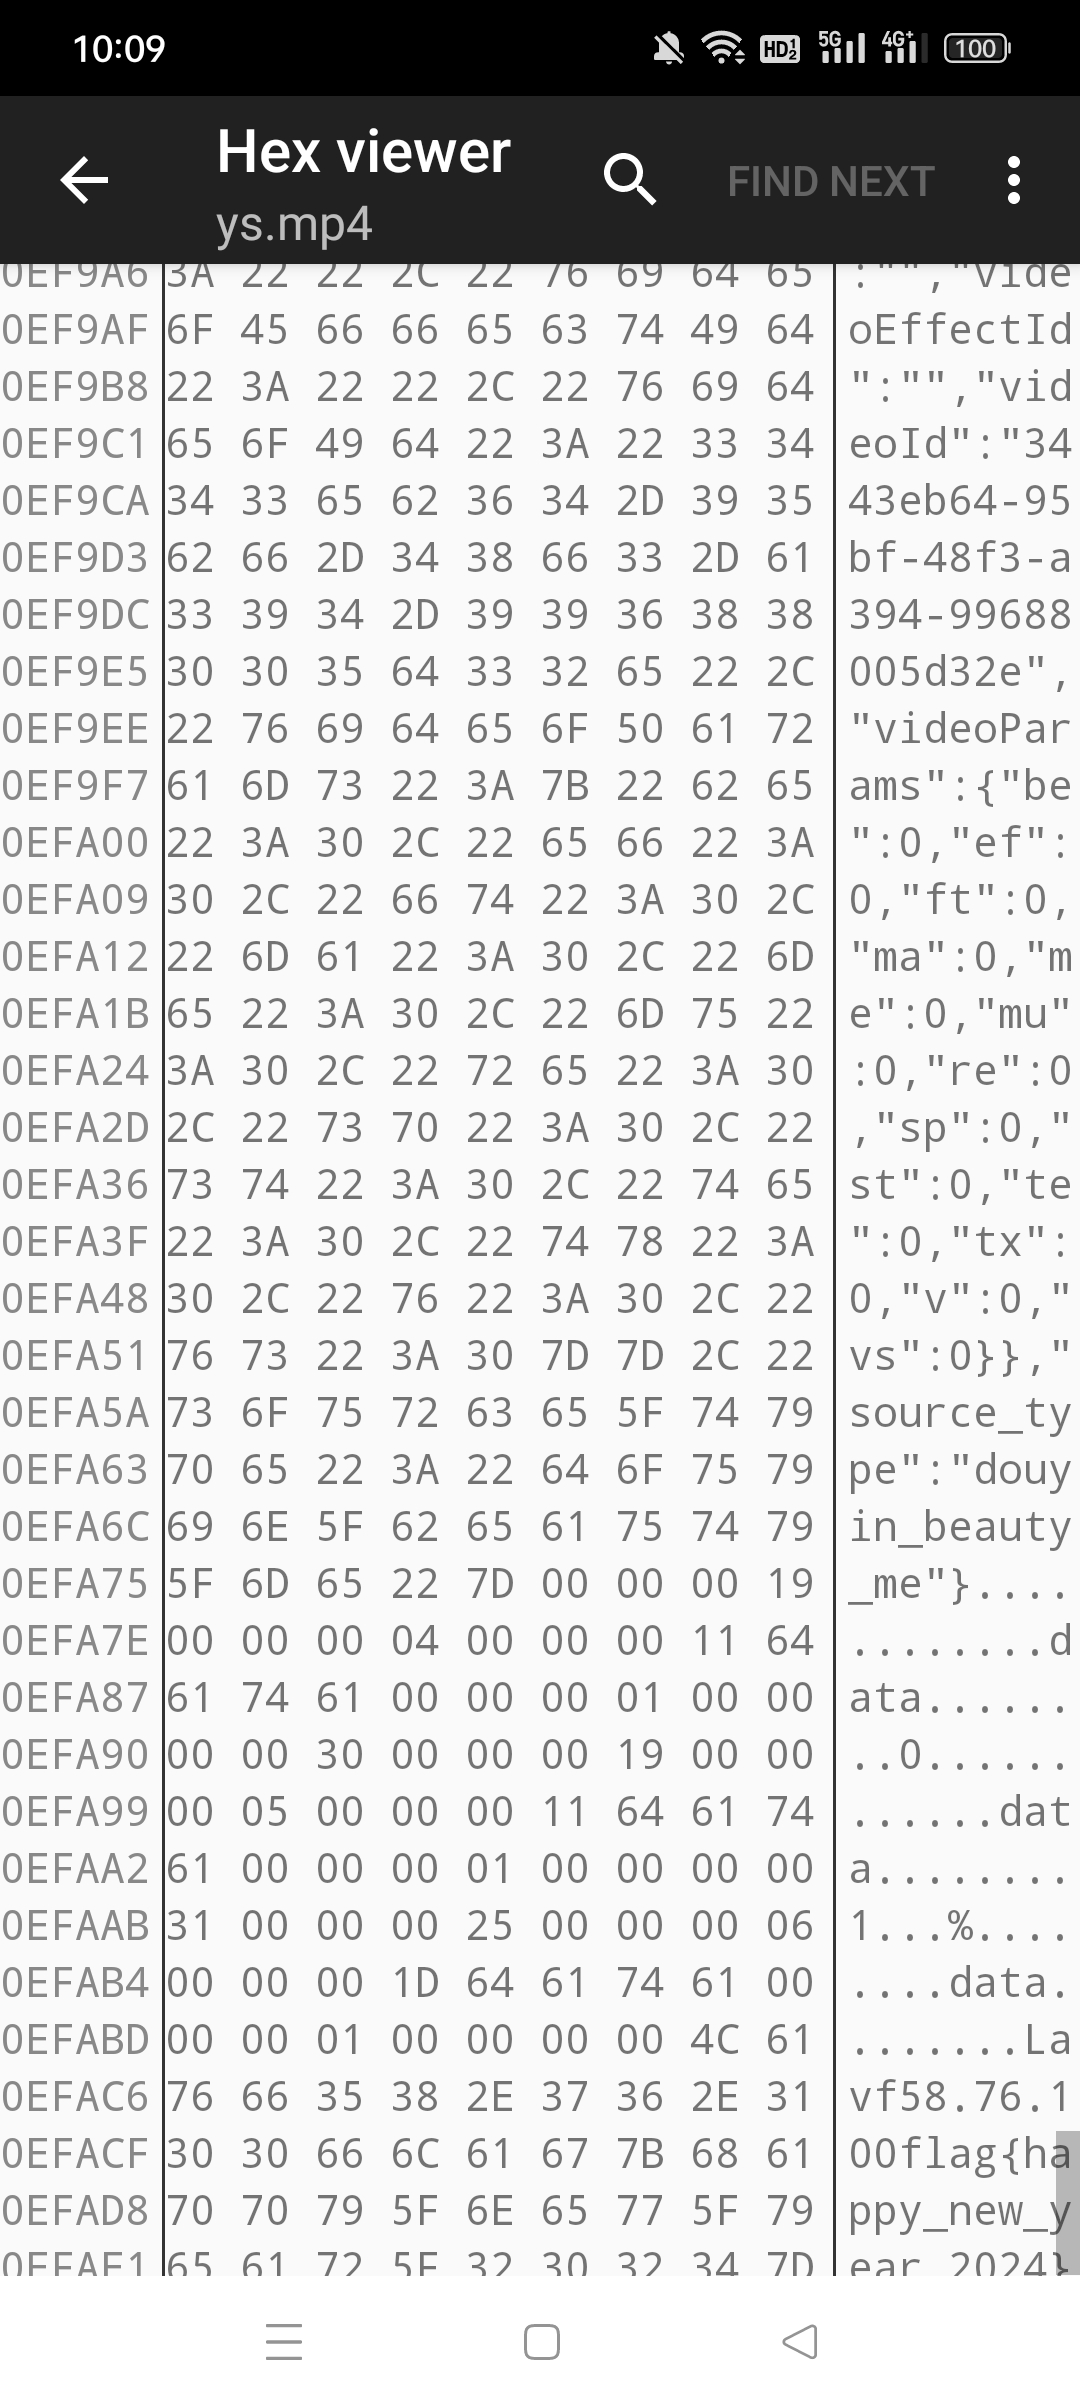 10:09
HD 1 2 5G 4G+ 100
Hex viewer
FIND NEXT
ys.mp4
0EF9A6 3A 22 22 2C 22 76 69 64 65 :"","vide
0EF9AF 6F 45 66 66 65 63 74 49 64 oEffectId
0EF9B8 22 3A 22 22 2C 22 76 69 64 ":"","vid
0EF9C1 65 6F 49 64 22 3A 22 33 34 eoId":"34
0EF9CA 34 33 65 62 36 34 2D 39 35 43eb64-95
0EF9D3 62 66 2D 34 38 66 33 2D 61 bf-48f3-a
0EF9DC 33 39 34 2D 39 39 36 38 38 394-99688
0EF9E5 30 30 35 64 33 32 65 22 2C 005d32e",
0EF9EE 22 76 69 64 65 6F 50 61 72 "videoPar
0EF9F7 61 6D 73 22 3A 7B 22 62 65 ams":{"be
0EFA00 22 3A 30 2C 22 65 66 22 3A ":0,"ef":
0EFA09 30 2C 22 66 74 22 3A 30 2C 0,"ft":0,
0EFA12 22 6D 61 22 3A 30 2C 22 6D "ma":0,"m
0EFA1B 65 22 3A 30 2C 22 6D 75 22 e":0,"mu"
0EFA24 3A 30 2C 22 72 65 22 3A 30 :0,"re":0
0EFA2D 2C 22 73 70 22 3A 30 2C 22 ,"sp":0,"
0EFA36 73 74 22 3A 30 2C 22 74 65 st":0,"te
0EFA3F 22 3A 30 2C 22 74 78 22 3A ":0,"tx":
0EFA48 30 2C 22 76 22 3A 30 2C 22 0,"v":0,"
0EFA51 76 73 22 3A 30 7D 7D 2C 22 vs":0}},"
0EFA5A 73 6F 75 72 63 65 5F 74 79 source_ty
0EFA63 70 65 22 3A 22 64 6F 75 79 pe":"douy
0EFA6C 69 6E 5F 62 65 61 75 74 79 in_beauty
0EFA75 5F 6D 65 22 7D 00 00 00 19 _me"}....
0EFA7E 00 00 00 04 00 00 00 11 64 ........d
0EFA87 61 74 61 00 00 00 01 00 00 ata......
0EFA90 00 00 30 00 00 00 19 00 00 ..0......
0EFA99 00 05 00 00 00 11 64 61 74 ......dat
0EFAA2 61 00 00 00 01 00 00 00 00 a........
0EFAAB 31 00 00 00 25 00 00 00 06 1...%....
0EFAB4 00 00 00 1D 64 61 74 61 00 ....data.
0EFABD 00 00 01 00 00 00 00 4C 61 .......La
0EFAC6 76 66 35 38 2E 37 36 2E 31 vf58.76.1
0EFACF 30 30 66 6C 61 67 7B 68 61 00flag{ha
0EFAD8 70 70 79 5F 6E 65 77 5F 79 ppy_new_y
0EFAE1 65 61 72 5F 32 30 32 34 7D ear_2024}